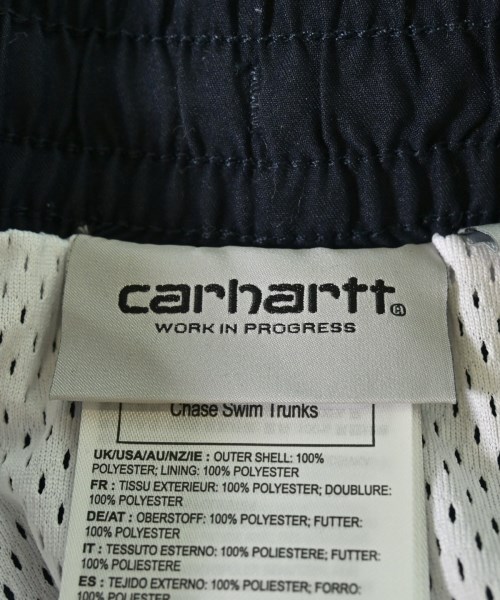 carhartt®
WORK IN PROGRESS
Chase Swim Trunks
UK/USA/AU/NZ/IE : OUTER SHELL: 100%
POLYESTER; LINING: 100% POLYESTER
FR : TISSU EXTERIEUR: 100% POLYESTER; DOUBLURE:
100% POLYESTER
DE/AT : OBERSTOFF: 100% POLYESTER; FUTTER:
100% POLYESTER
IT : TESSUTO ESTERNO: 100% POLIESTERE; FUTTER:
100% POLIESTERE
ES : TEJIDO EXTERNO: 100% POLIESTER; FORRO:
100% POLIESTER